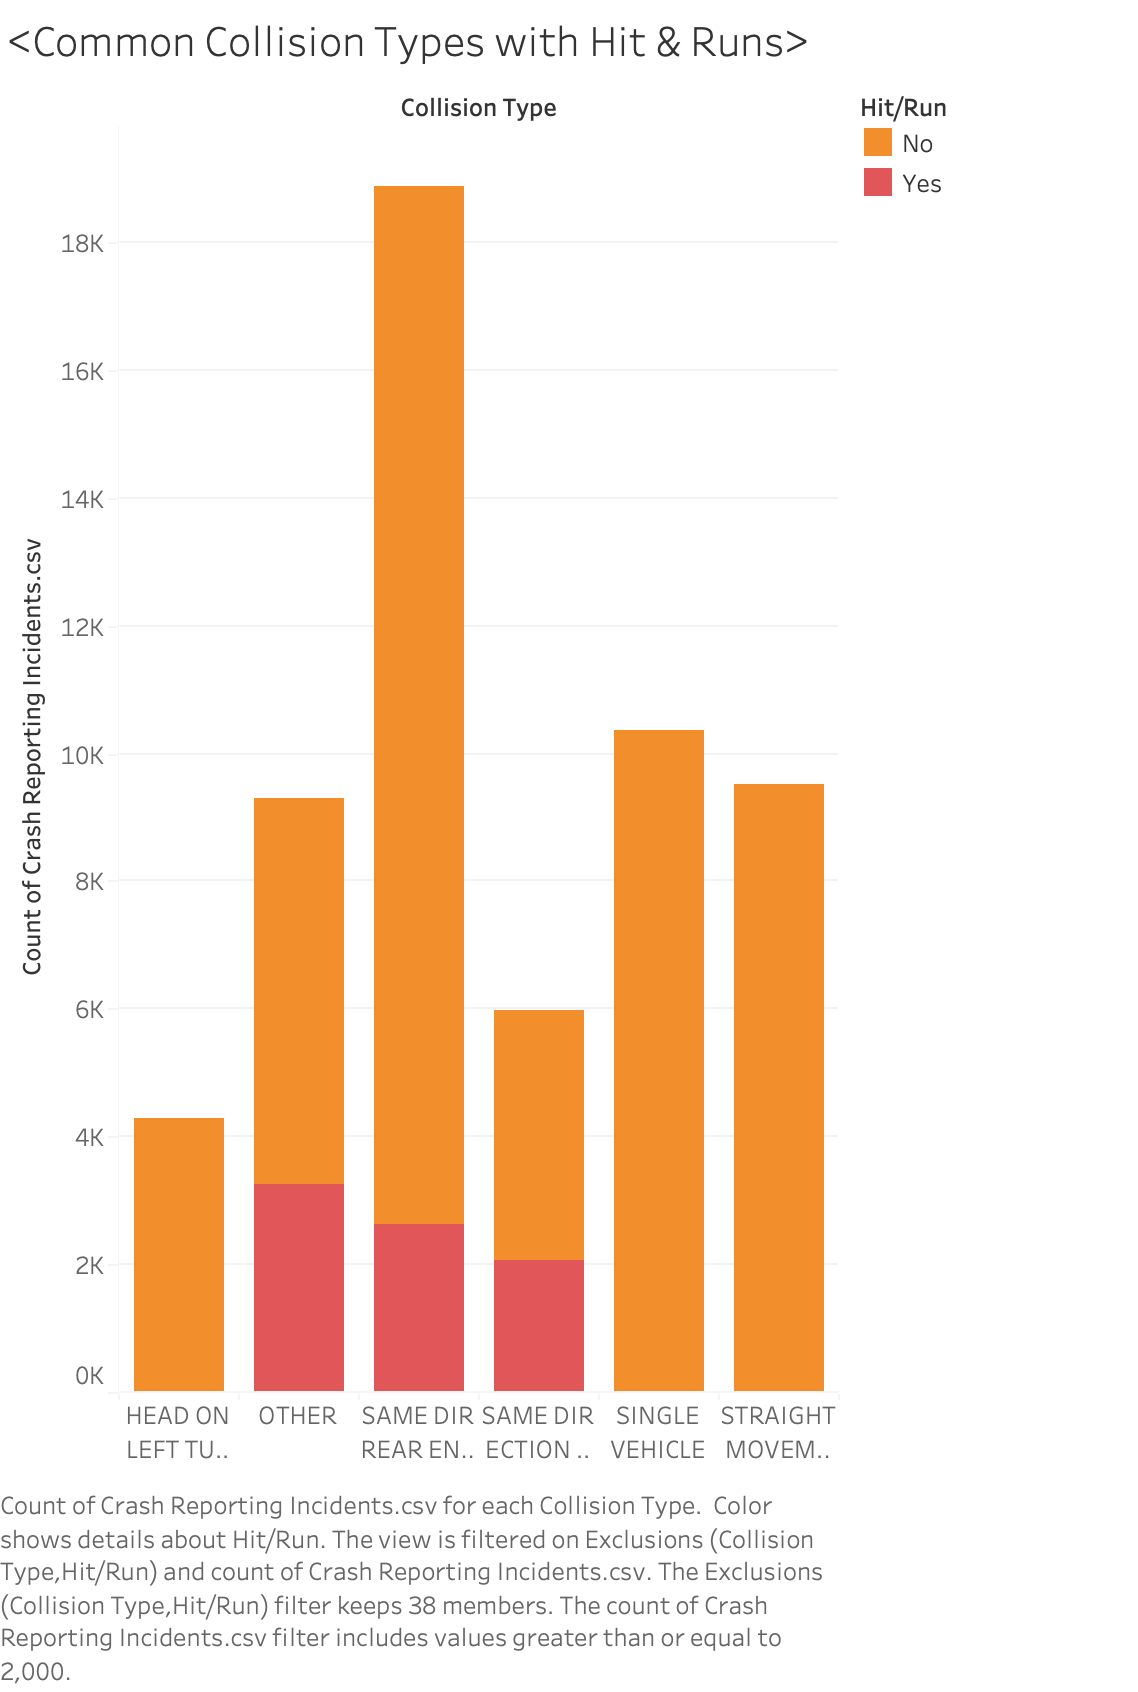 <Common Collision Types with Hit & Runs>
Collision Type
Hit/Run
No
Yes
Count of Crash Reporting Incidents.csv
18K
16K
14K
12K
10K
8K
6K
4K
2K
0K
HEAD ON
LEFT TU..
OTHER
SAME DIR
REAR EN..
SAME DIR
ECTION ..
SINGLE
VEHICLE
STRAIGHT
MOVEM..
Count of Crash Reporting Incidents.csv for each Collision Type.  Color
shows details about Hit/Run. The view is filtered on Exclusions (Collision
Type,Hit/Run) and count of Crash Reporting Incidents.csv. The Exclusions
(Collision Type,Hit/Run) filter keeps 38 members. The count of Crash
Reporting Incidents.csv filter includes values greater than or equal to
2,000.